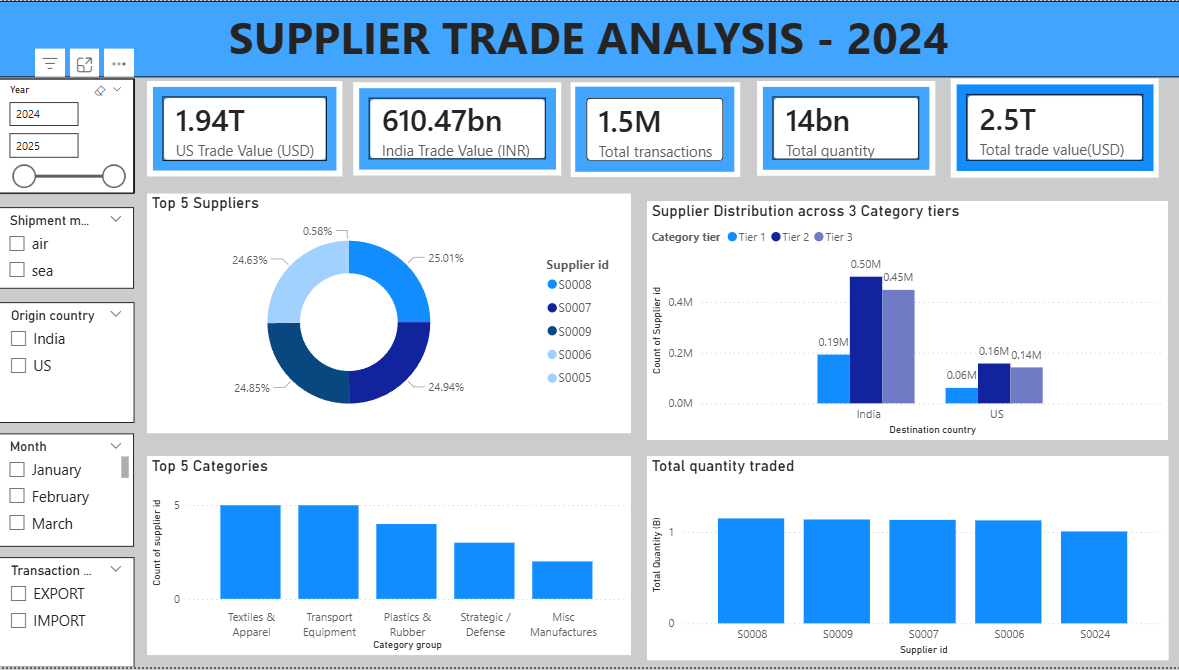 SUPPLIER TRADE ANALYSIS - 2024
Year
2024
2025
Shipment m...
air
sea
Origin country
India
US
Month
January
February
March
Transaction ...
EXPORT
IMPORT
1.94T
US Trade Value (USD)
610.47bn
India Trade Value (INR)
1.5M
Total transactions
14bn
Total quantity
2.5T
Total trade value(USD)
Top 5 Suppliers
0.58%
24.63%
25.01%
24.85%
24.94%
Supplier id
S0008
S0007
S0009
S0006
S0005
Supplier Distribution across 3 Category tiers
Category tier Tier 1 Tier 2 Tier 3
Count of Supplier id
0.4M
0.2M
0.0M
0.19M
0.50M
0.45M
0.06M
0.16M
0.14M
India
US
Destination country
Top 5 Categories
Count of supplier id
5
0
Textiles &
Apparel
Transport
Equipment
Plastics &
Rubber
Strategic /
Defense
Misc
Manufactures
Category group
Total quantity traded
Total Quantity (B)
1
0
S0008
S0009
S0007
S0006
S0024
Supplier id